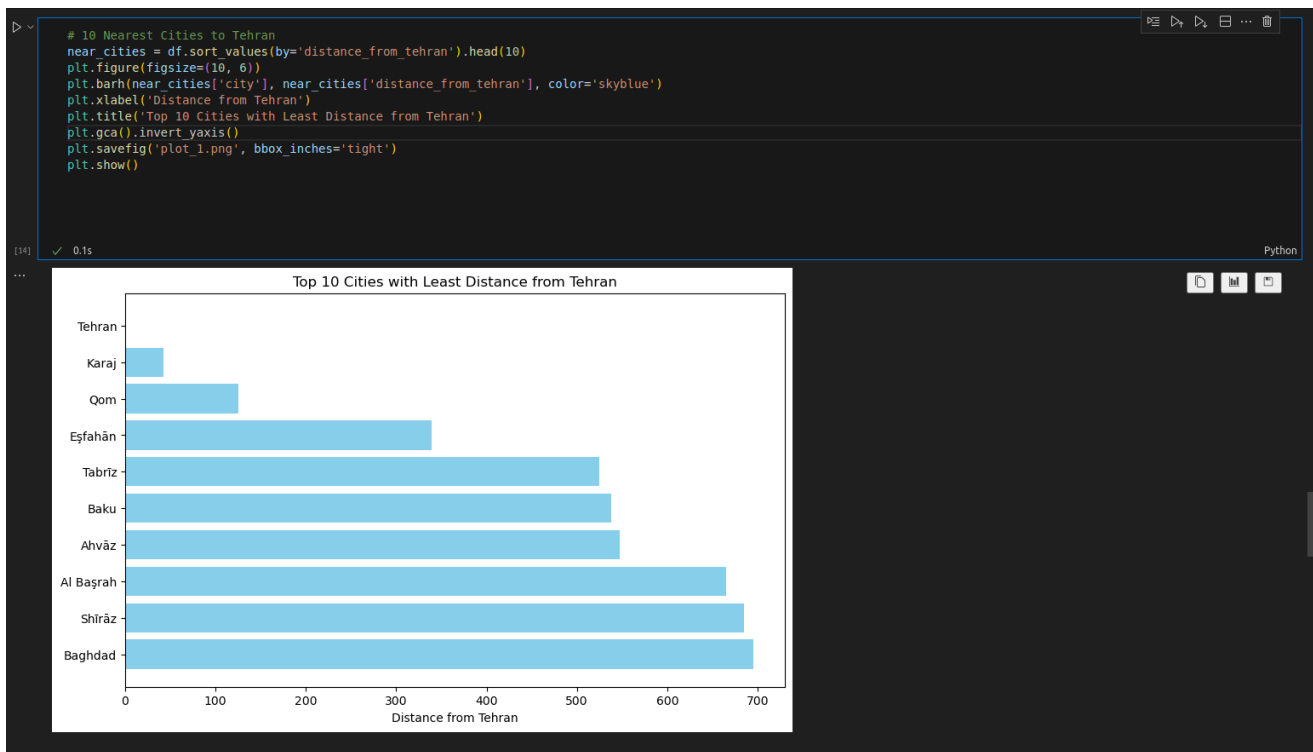 # 10 Nearest Cities to Tehran
near_cities = df.sort_values(by='distance_from_tehran').head(10)
plt.figure(figsize=(10, 6))
plt.barh(near_cities['city'], near_cities['distance_from_tehran'], color='skyblue')
plt.xlabel('Distance from Tehran')
plt.title('Top 10 Cities with Least Distance from Tehran')
plt.gca().invert_yaxis()
plt.savefig('plot_1.png', bbox_inches='tight')
plt.show()
[14] 0.1s Python
Top 10 Cities with Least Distance from Tehran
Tehran
Karaj
Qom
Eşfahān
Tabrīz
Baku
Ahvāz
Al Başrah
Shīrāz
Baghdad
0 100 200 300 400 500 600 700
Distance from Tehran